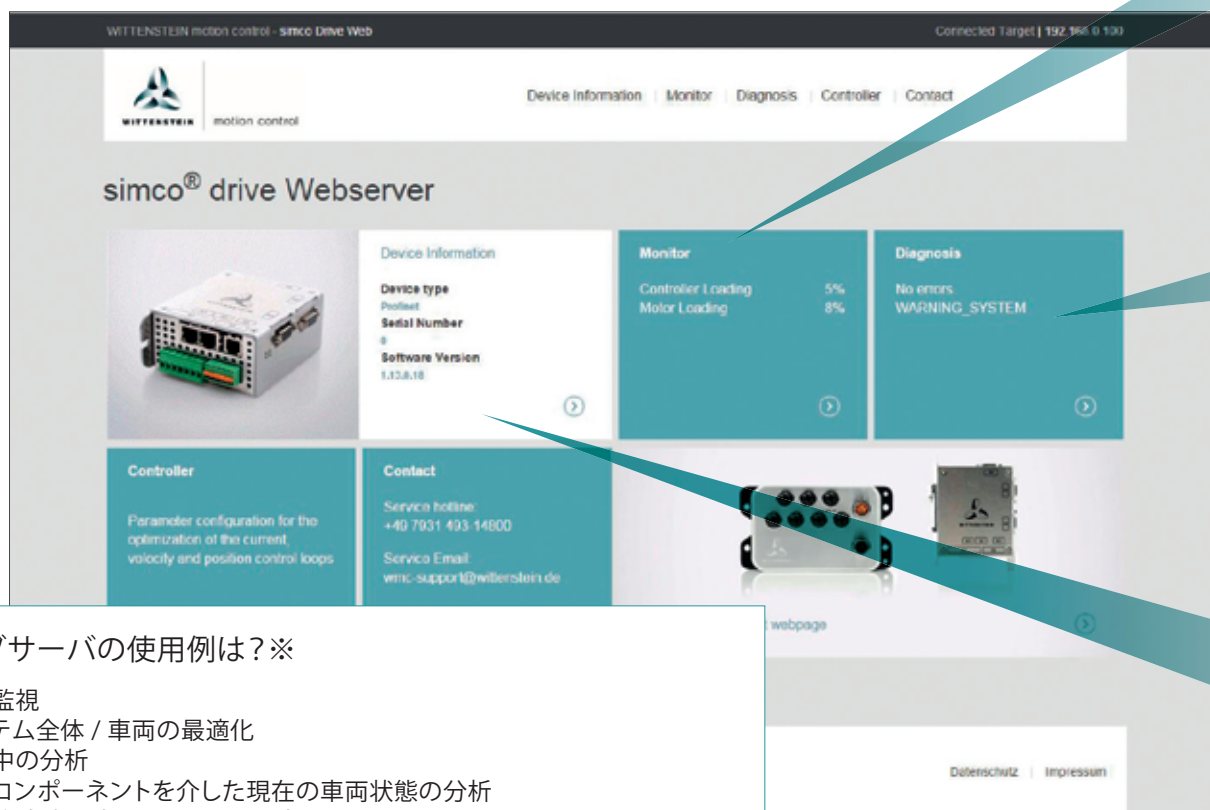 WITTENSTEIN motion control - simco Drive Web
Connected Target | 192.168.0.100
WITTENSTEIN
motion control
Device Information | Monitor | Diagnosis | Controller | Contact
simco® drive Webserver
Device Information
Device type
Profinet
Serial Number
0
Software Version
Monitor
Controller Loading 5%
Motor Loading 8%
Diagnosis
No errors
WARNING_SYSTEM
Controller
Parameter configuration for the
optimization of the current,
velocity and position control loops
Contact
Service hotline:
+49 7931 493-14800
Service Email:
wmc-support@wittenstein.de
webpage
ブサーバの使用例は?※
監視
テム全体 / 車両の最適化
中の分析
コンポーネントを介した現在の車両状態の分析
Datenschutz | Impressum